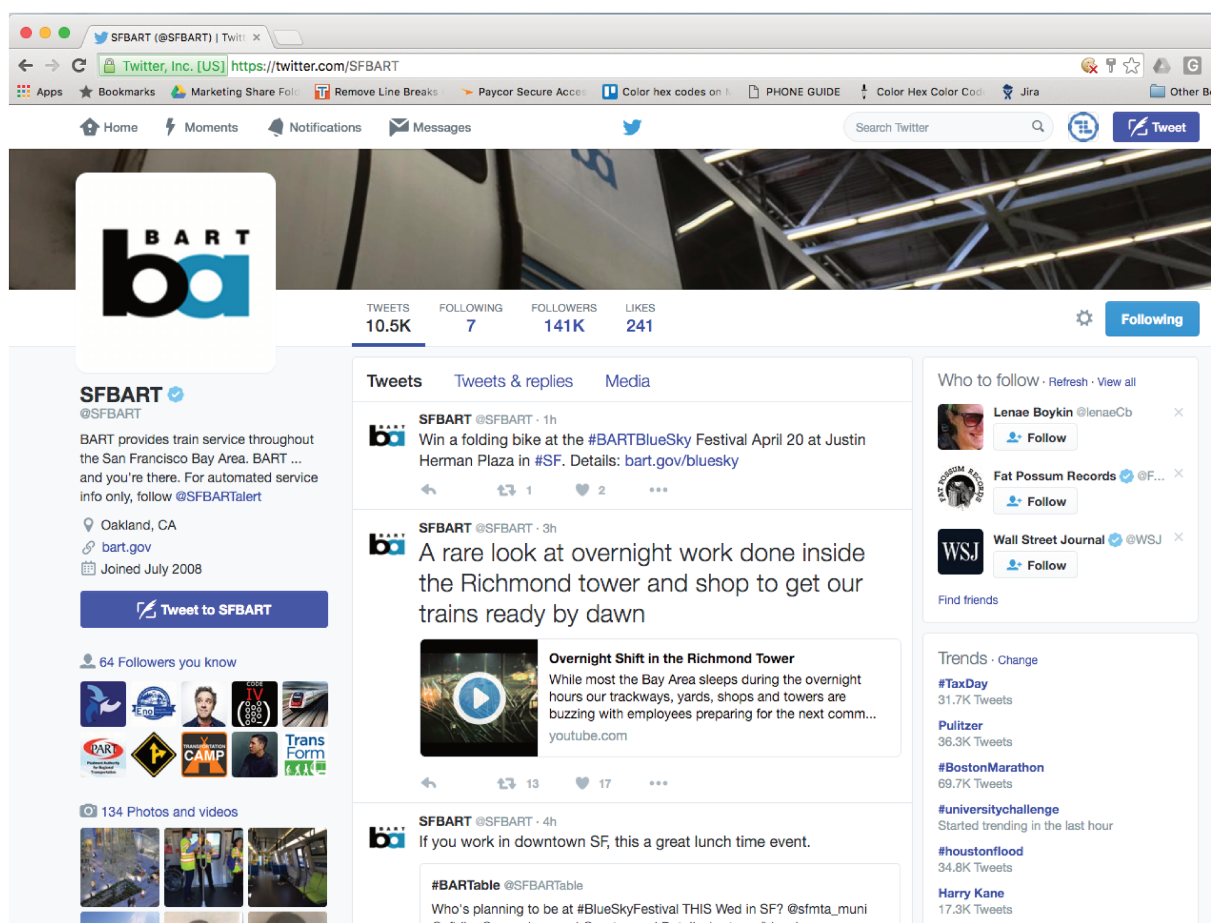 SFBART (@SFBART) | Twitt
Twitter, Inc. [US] https://twitter.com/SFBART
Apps Bookmarks Marketing Share Fold Remove Line Breaks Paycor Secure Acces Color hex codes on PHONE GUIDE Color Hex Color Cod Jira Other B
Home Moments Notifications Messages Search Twitter Tweet
BART
ba
TWEETS FOLLOWING FOLLOWERS LIKES
10.5K 7 141K 241
Following
SFBART
@SFBART
BART provides train service throughout
the San Francisco Bay Area. BART ...
and you're there. For automated service
info only, follow @SFBARTalert
Oakland, CA
bart.gov
Joined July 2008
Tweet to SFBART
64 Followers you know
Eno
CODE
IV
PART
TRANSPORTATION
CAMP
Trans
Form
134 Photos and videos
Tweets Tweets & replies Media
SFBART @SFBART · 1h
Win a folding bike at the #BARTBlueSky Festival April 20 at Justin
Herman Plaza in #SF. Details: bart.gov/bluesky
1 2
SFBART @SFBART · 3h
A rare look at overnight work done inside
the Richmond tower and shop to get our
trains ready by dawn
Overnight Shift in the Richmond Tower
While most the Bay Area sleeps during the overnight
hours our trackways, yards, shops and towers are
buzzing with employees preparing for the next comm...
youtube.com
13 17
SFBART @SFBART · 4h
If you work in downtown SF, this a great lunch time event.
#BARTable @SFBARTable
Who's planning to be at #BlueSkyFestival THIS Wed in SF? @sfmta_muni
Who to follow · Refresh · View all
Lenae Boykin @lenaeCb
Follow
FAT POSSUM RECORDS
Fat Possum Records @F...
Follow
WSJ
Wall Street Journal @WSJ
Follow
Find friends
Trends · Change
#TaxDay
31.7K Tweets
Pulitzer
36.3K Tweets
#BostonMarathon
69.7K Tweets
#universitychallenge
Started trending in the last hour
#houstonflood
34.8K Tweets
Harry Kane
17.3K Tweets